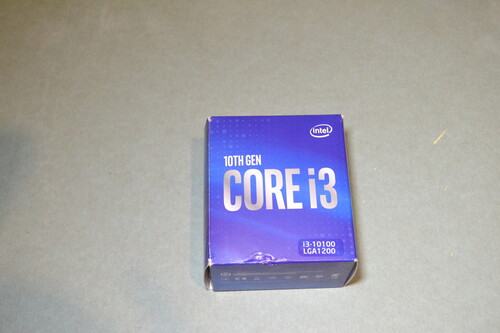 intel
10TH GEN
CORE i3
i3-10100
LGA1200